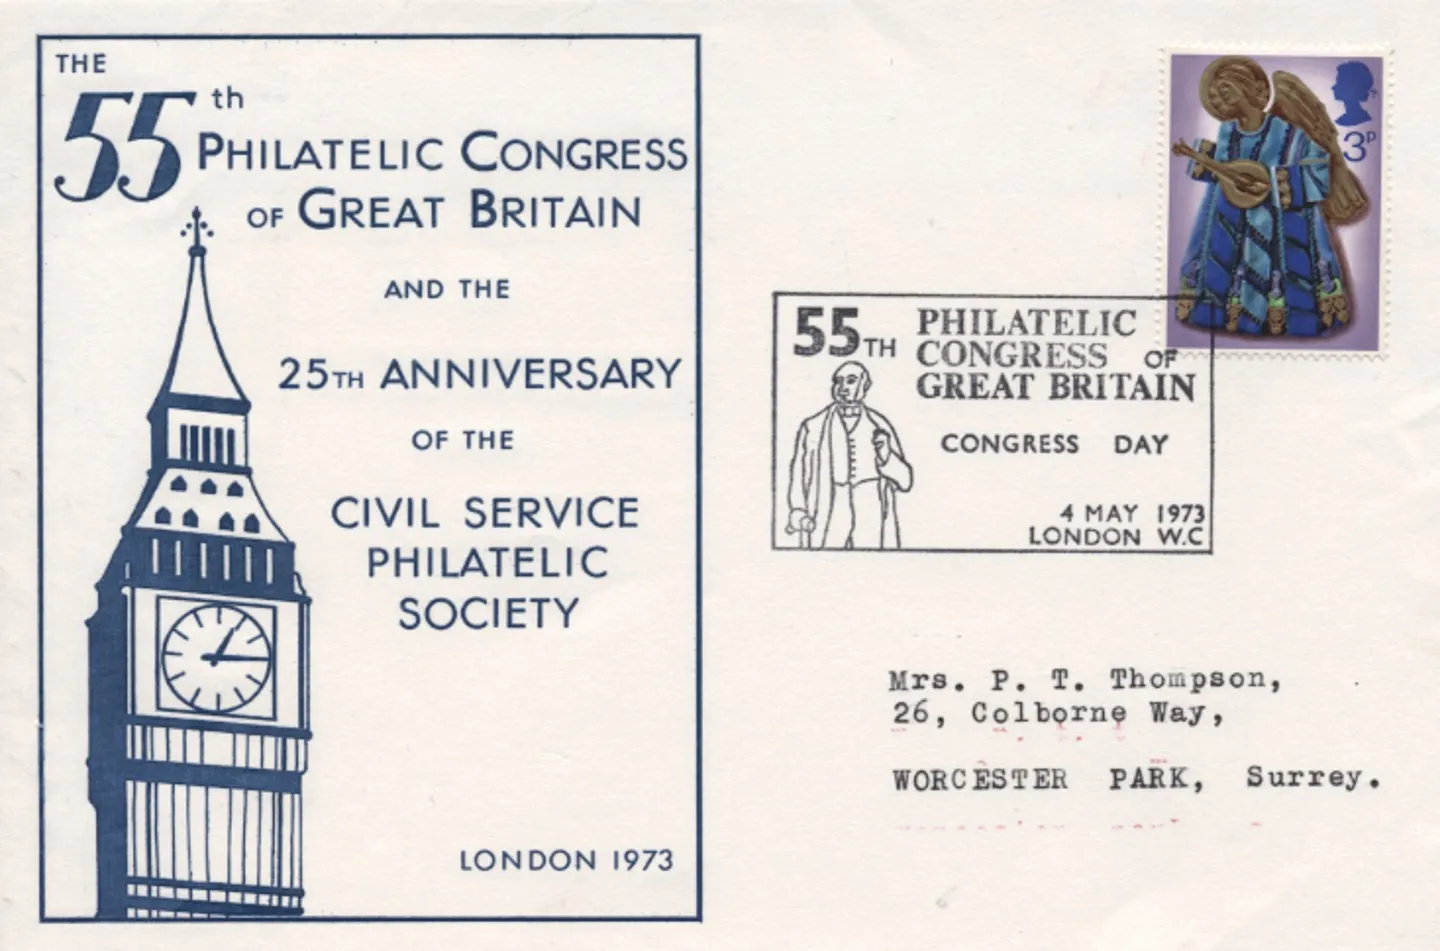 THE
55th
PHILATELIC CONGRESS
OF GREAT BRITAIN
AND THE
25TH ANNIVERSARY
OF THE
CIVIL SERVICE
PHILATELIC
SOCIETY
LONDON 1973
3P
55TH PHILATELIC
CONGRESS OF
GREAT BRITAIN
CONGRESS DAY
4 MAY 1973
LONDON W.C
Mrs. P. T. Thompson,
26, Colborne Way,
WORCESTER PARK, Surrey.